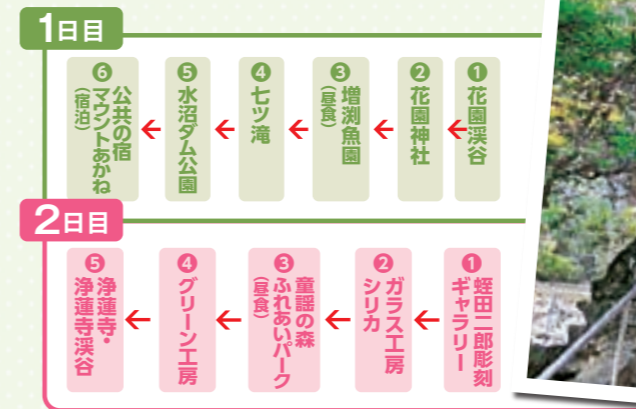 1日目
❶
花園渓谷
❷
花園神社
❸
増渕魚園
(昼食)
❹
七ツ滝
❺
水沼ダム公園
❻
公共の宿
マウントあかね
(宿泊)
2日目
❶
蛭田二郎彫刻
ギャラリー
❷
ガラス工房
シリカ
❸
童謡の森
ふれあいパーク
(昼食)
❹
グリーン工房
❺
浄蓮寺・
浄蓮寺渓谷